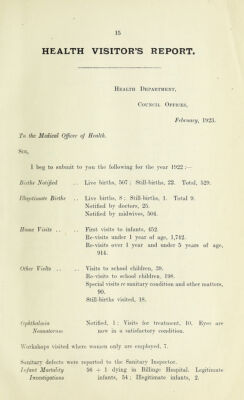 15
HEALTH VISITOR'S REPORT.
HEALTH DEPARTMENT,
COUNCIL OFFICES,
February, 1923.
To the Medical Officer of Health.
SIR,
I beg to submit to you the following for the year 1922 :—
Births Notified .. Live births, 507 ; Still-births, 22. Total, 529.
Illegitimate Births .. Live births, 8 ; Still-births, 1. Total 9.
Notified by doctors, 25.
Notified by midwives, 504.
Home Visits .. .. First visits to infants, 452.
Re-visits under 1 year of age, 1,742.
Re-visits over 1 year and under 5 years of age,
914.
Other Visits .. Visits to school children, 39.
Re-visits to school children, 198.
Special visits re sanitary condition and other matters,
90.
Still-births visited, 18.
Ophthalmia Notified, 1 ; Visits for treatment, 10. Eyes are
Neonatorum now in a satisfactory condition.
Workshops visited where women only are employed, 7.
Sanitary defects were reported to the Sanitary Inspector.
Infant Mortality 56 + 1 dying in Billinge Hospital. Legitimate
Investigations infants, 54 ; Illegitimate infants, 2.